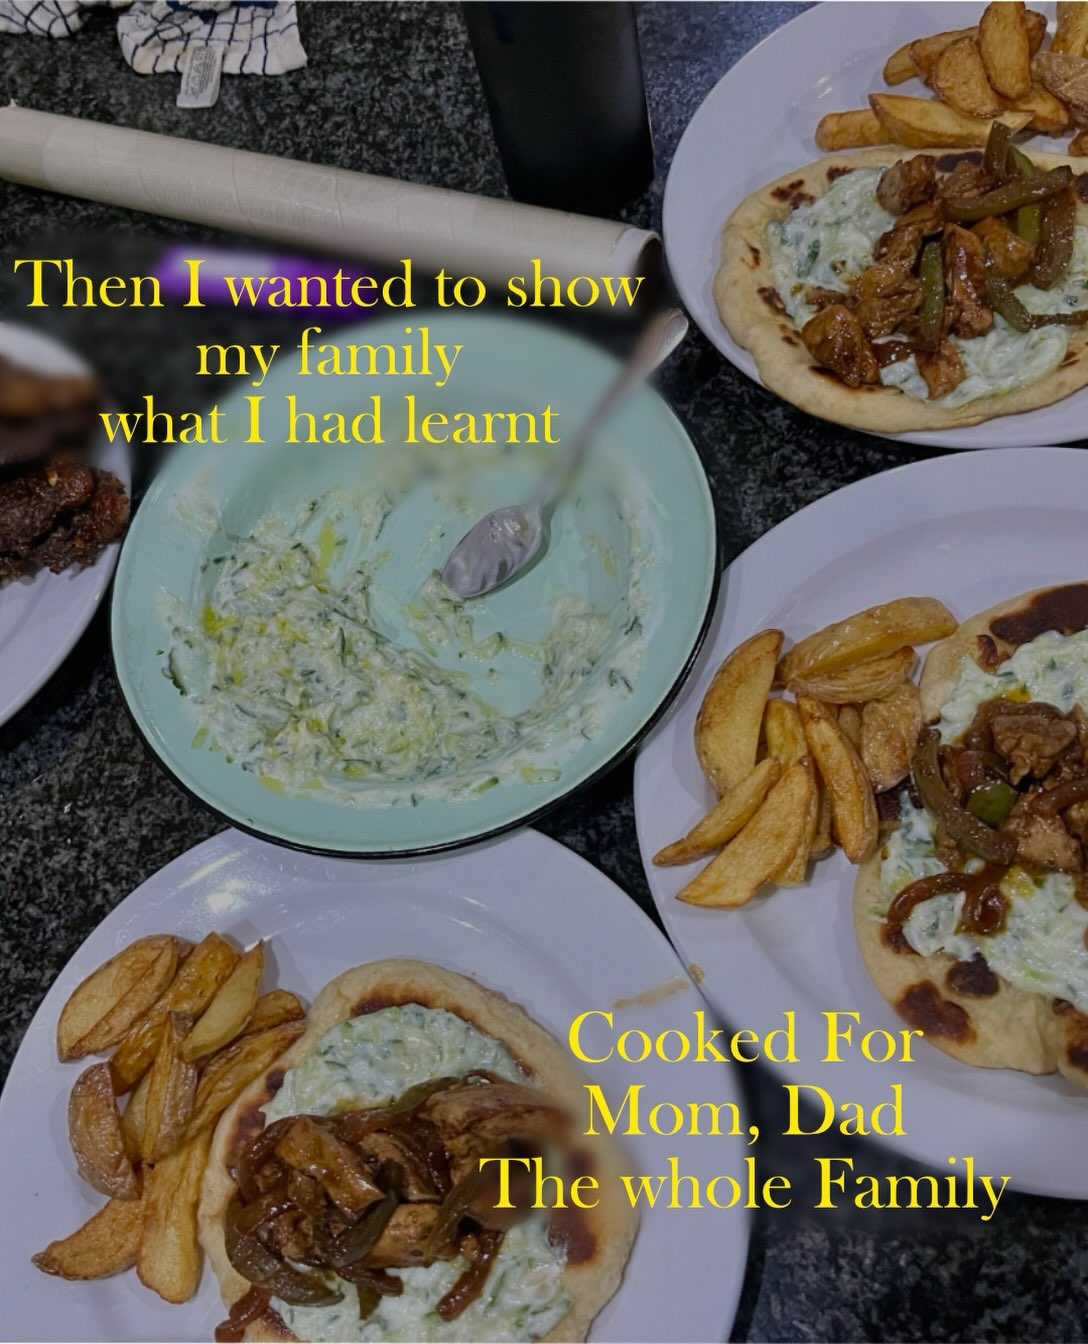 Then I wanted to show
my family
what I had learnt
Cooked For
Mom, Dad
The whole Family